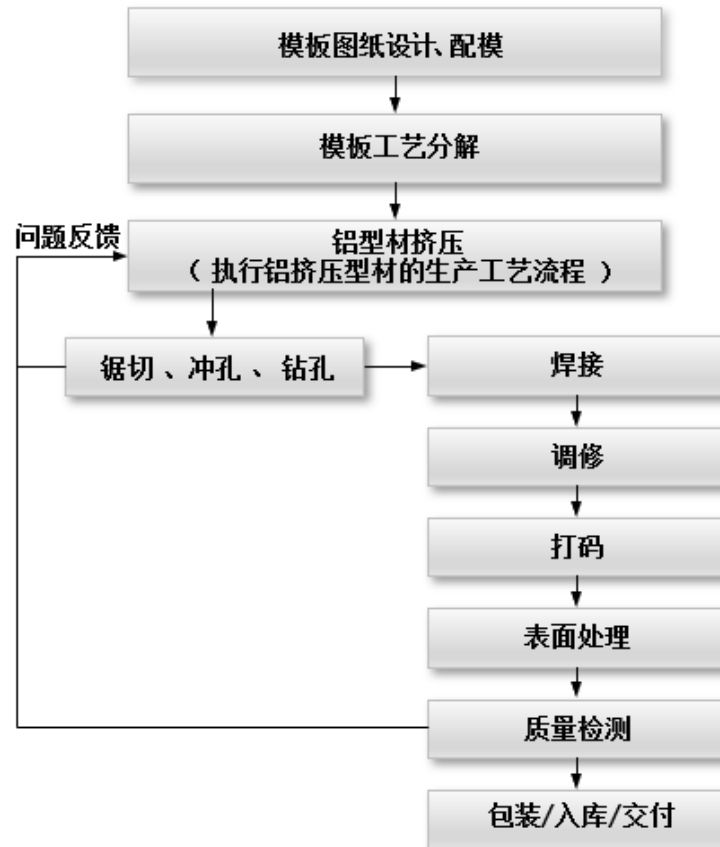 模板图纸设计、配模
模板工艺分解
问题反馈
铝型材挤压
（ 执行铝挤压型材的生产工艺流程 ）
锯切 、冲孔 、 钻孔
焊接
调修
打码
表面处理
质量检测
包装/入库/交付